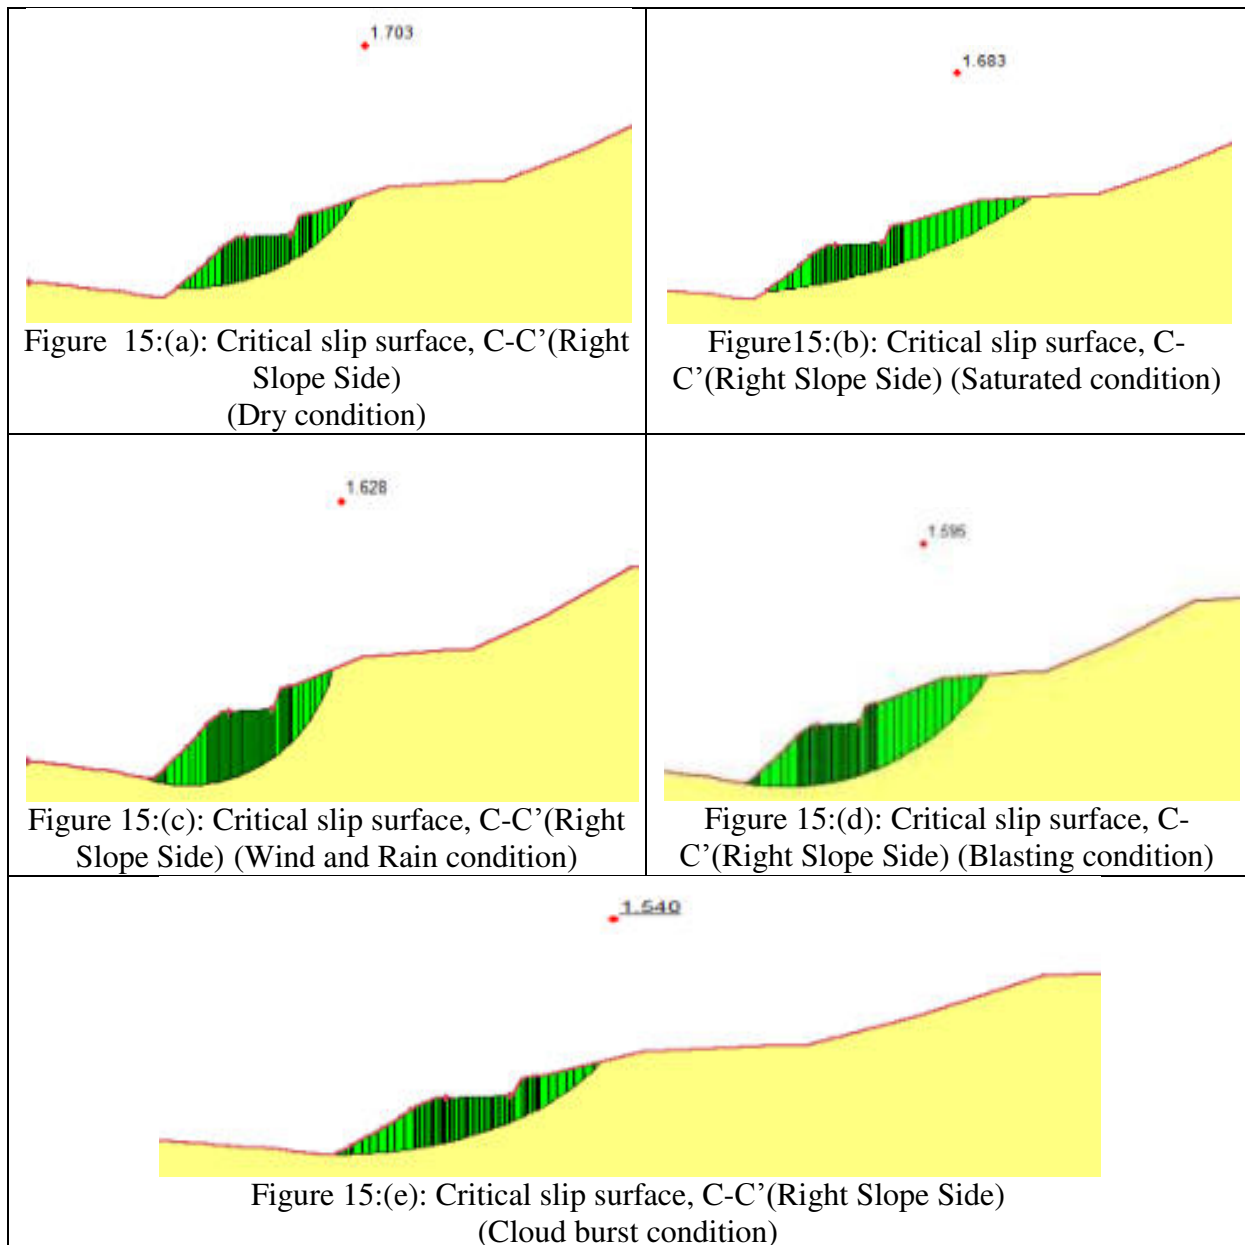 1.703
Figure 15:(a): Critical slip surface, C-C’(Right
Slope Side)
(Dry condition)
1.683
Figure15:(b): Critical slip surface, C-
C’(Right Slope Side) (Saturated condition)
1.628
Figure 15:(c): Critical slip surface, C-C’(Right
Slope Side) (Wind and Rain condition)
1.595
Figure 15:(d): Critical slip surface, C-
C’(Right Slope Side) (Blasting condition)
1.540
Figure 15:(e): Critical slip surface, C-C’(Right Slope Side)
(Cloud burst condition)